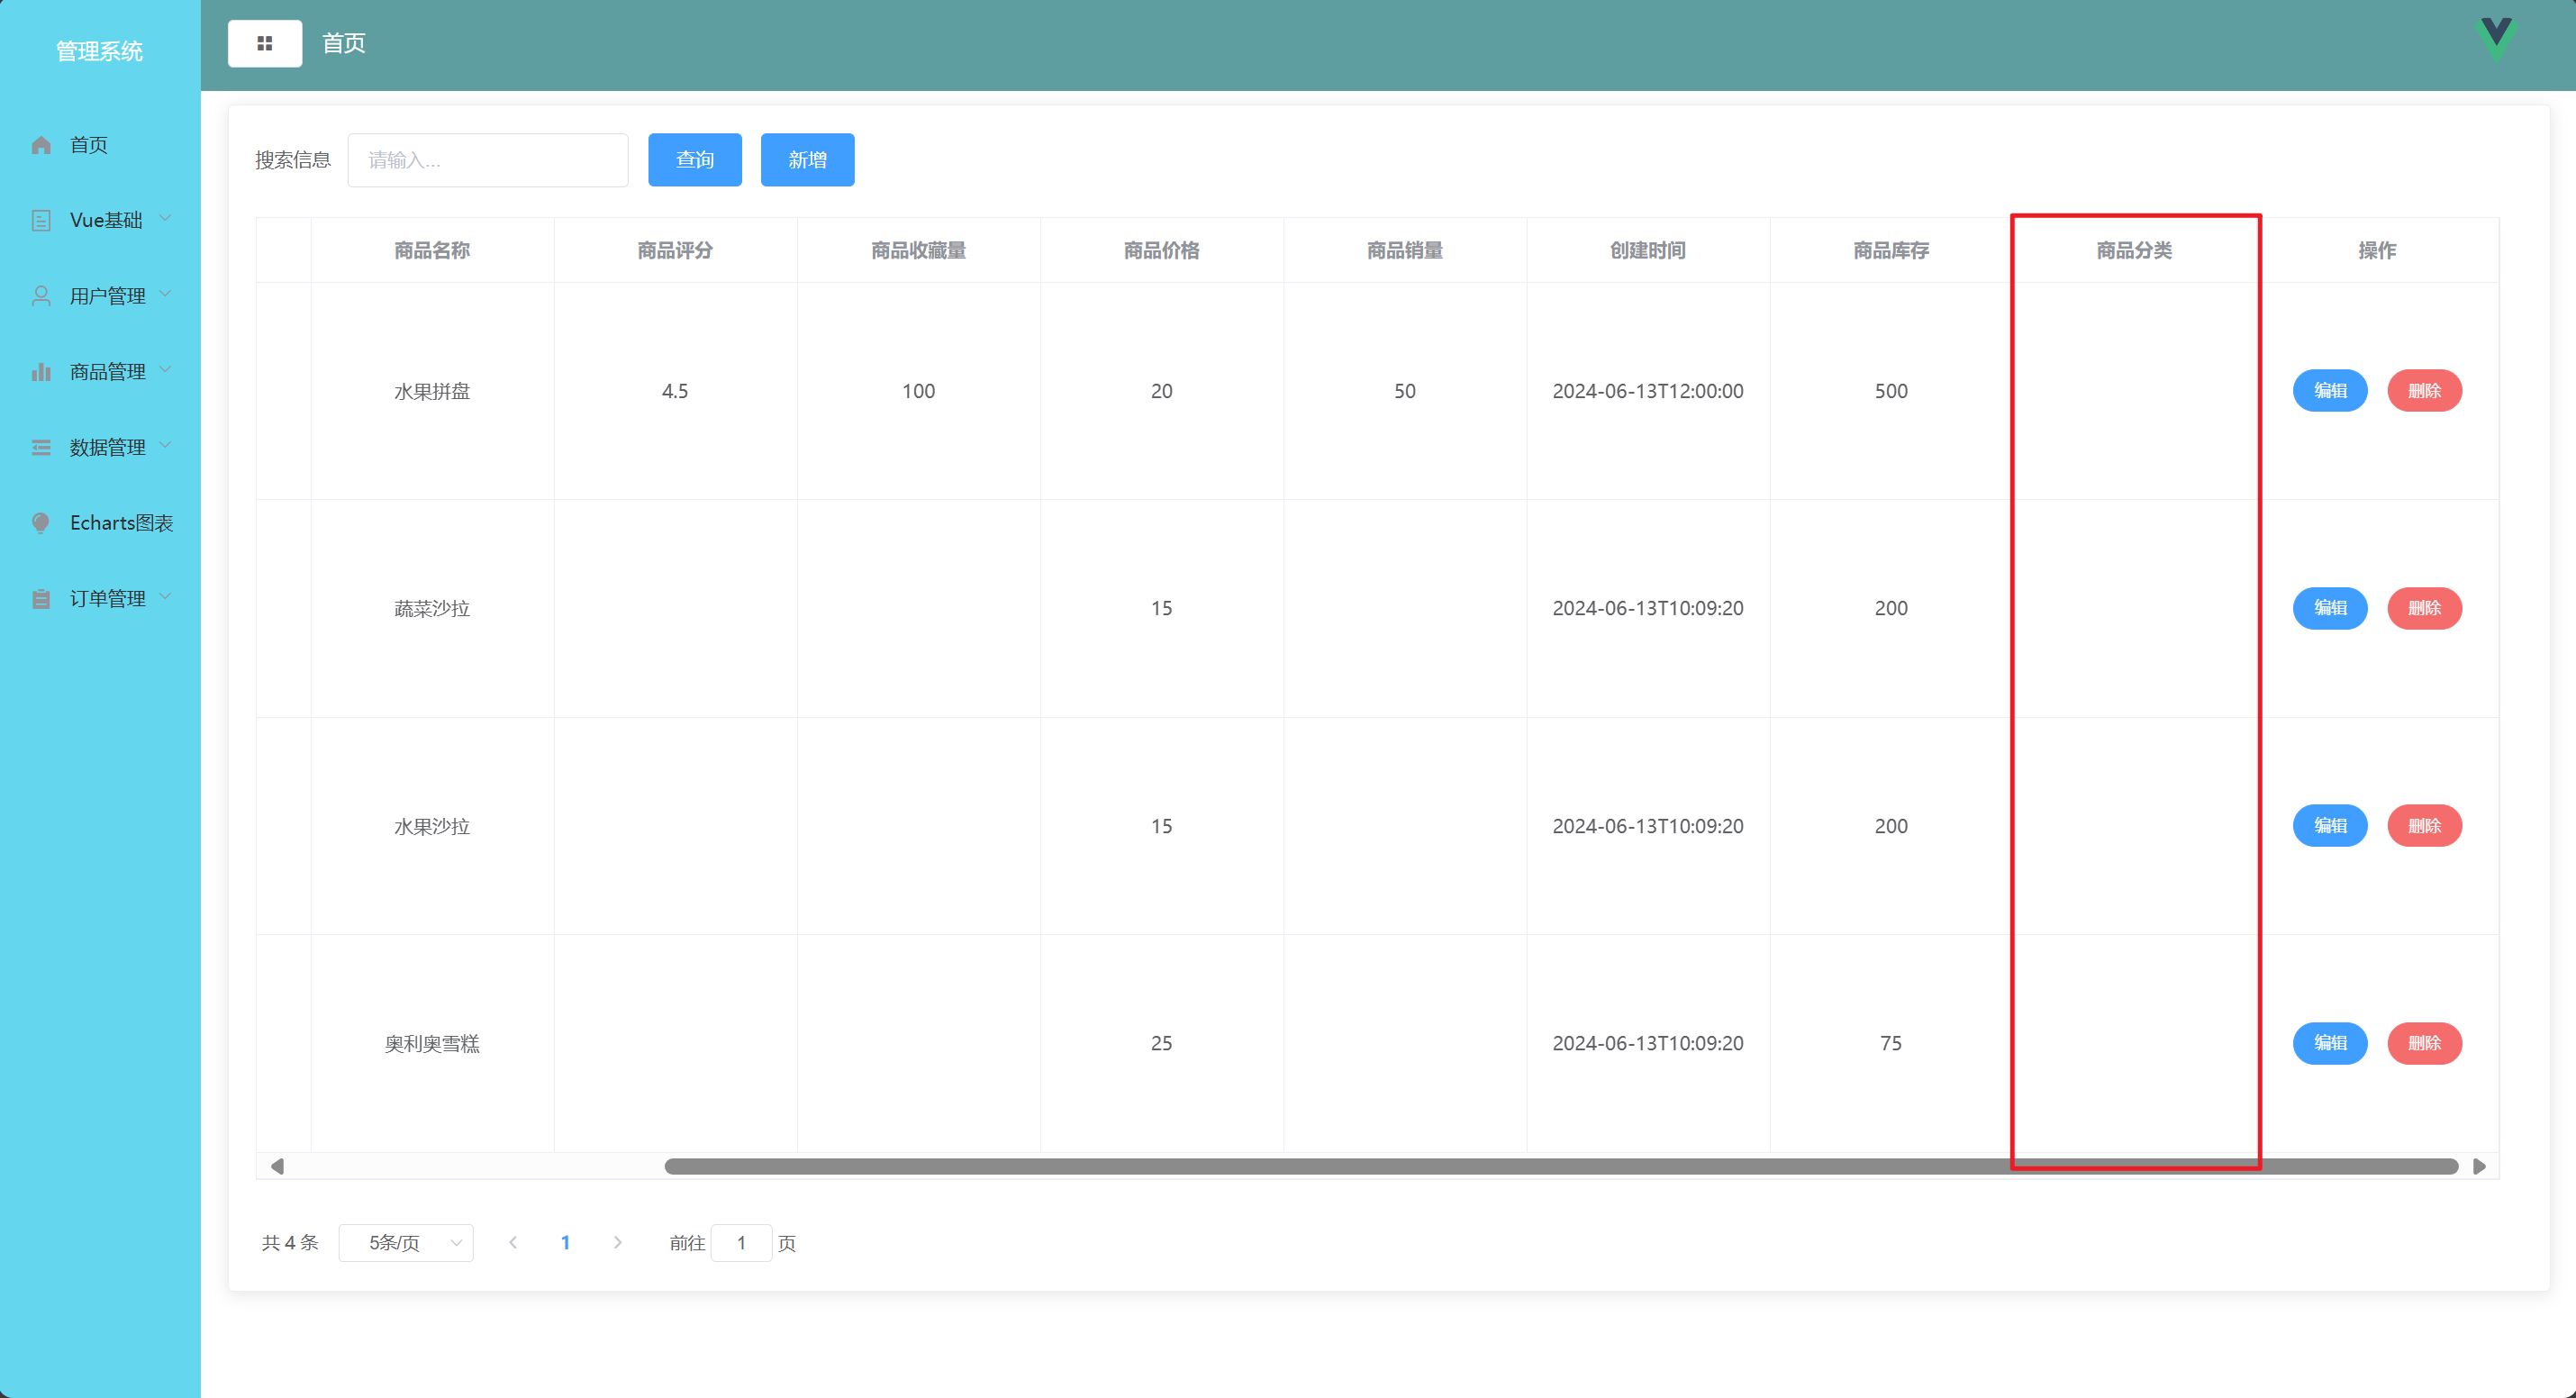 管理系统
首页
首页
Vue基础
用户管理
商品管理
数据管理
Echarts图表
订单管理
搜索信息 请输入... 查询 新增
商品名称 商品评分 商品收藏量 商品价格 商品销量 创建时间 商品库存 商品分类 操作
水果拼盘 4.5 100 20 50 2024-06-13T12:00:00 500 编辑 删除
蔬菜沙拉 15 2024-06-13T10:09:20 200 编辑 删除
水果沙拉 15 2024-06-13T10:09:20 200 编辑 删除
奥利奥雪糕 25 2024-06-13T10:09:20 75 编辑 删除
共 4 条 5条/页 1 前往 1 页